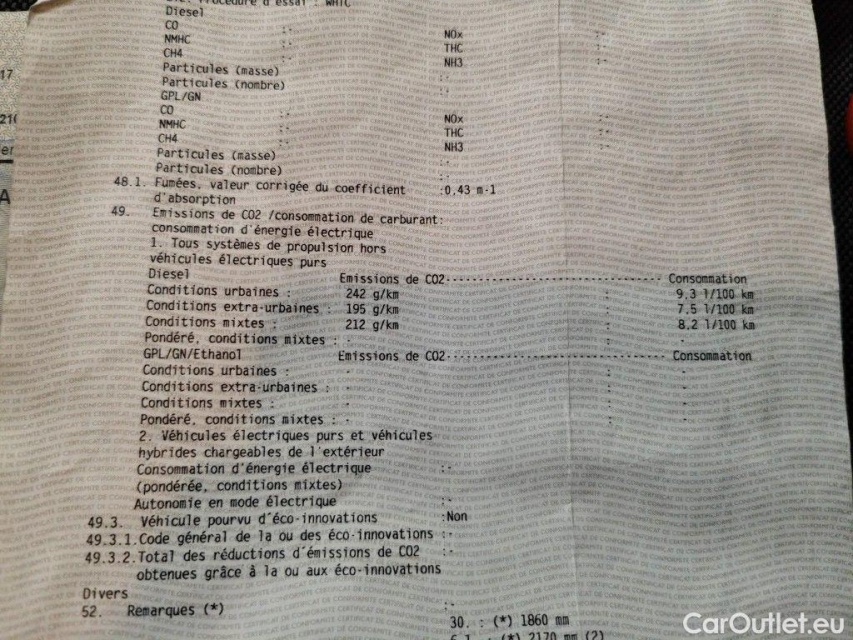 Procédure d'essai : WHTC
Diesel
CO : - NOx : -
NMHC : - THC : -
CH4 : - NH3 : -
Particules (masse) : -
Particules (nombre) : -
GPL/GN
CO : - NOx : -
NMHC : - THC : -
CH4 : - NH3 : -
Particules (masse) : -
Particules (nombre) : -
48.1. Fumées, valeur corrigée du coefficient :0,43 m-1
d'absorption
49. Emissions de CO2 /consommation de carburant:
consommation d'énergie électrique
1. Tous systèmes de propulsion hors
véhicules électriques purs
Diesel Emissions de CO2------------------------------ Consommation
Conditions urbaines : 242 g/km : 9,3 l/100 km
Conditions extra-urbaines : 195 g/km : 7,5 l/100 km
Conditions mixtes : 212 g/km : 8,2 l/100 km
Pondéré, conditions mixtes : - : -
GPL/GN/Ethanol Emissions de CO2------------------------------ Consommation
Conditions urbaines : - : -
Conditions extra-urbaines : - : -
Conditions mixtes : - : -
Pondéré, conditions mixtes : - : -
2. Véhicules électriques purs et véhicules
hybrides chargeables de l'extérieur
Consommation d'énergie électrique :-
(pondérée, conditions mixtes)
Autonomie en mode électrique :-
49.3. Véhicule pourvu d'éco-innovations :Non
49.3.1.Code général de la ou des éco-innovations :-
49.3.2.Total des réductions d'émissions de CO2 :-
obtenues grâce à la ou aux éco-innovations
Divers
52. Remarques (*) :-
30. : (*) 1860 mm
6.1. : (*) 2170 mm (2)
CarOutlet.eu